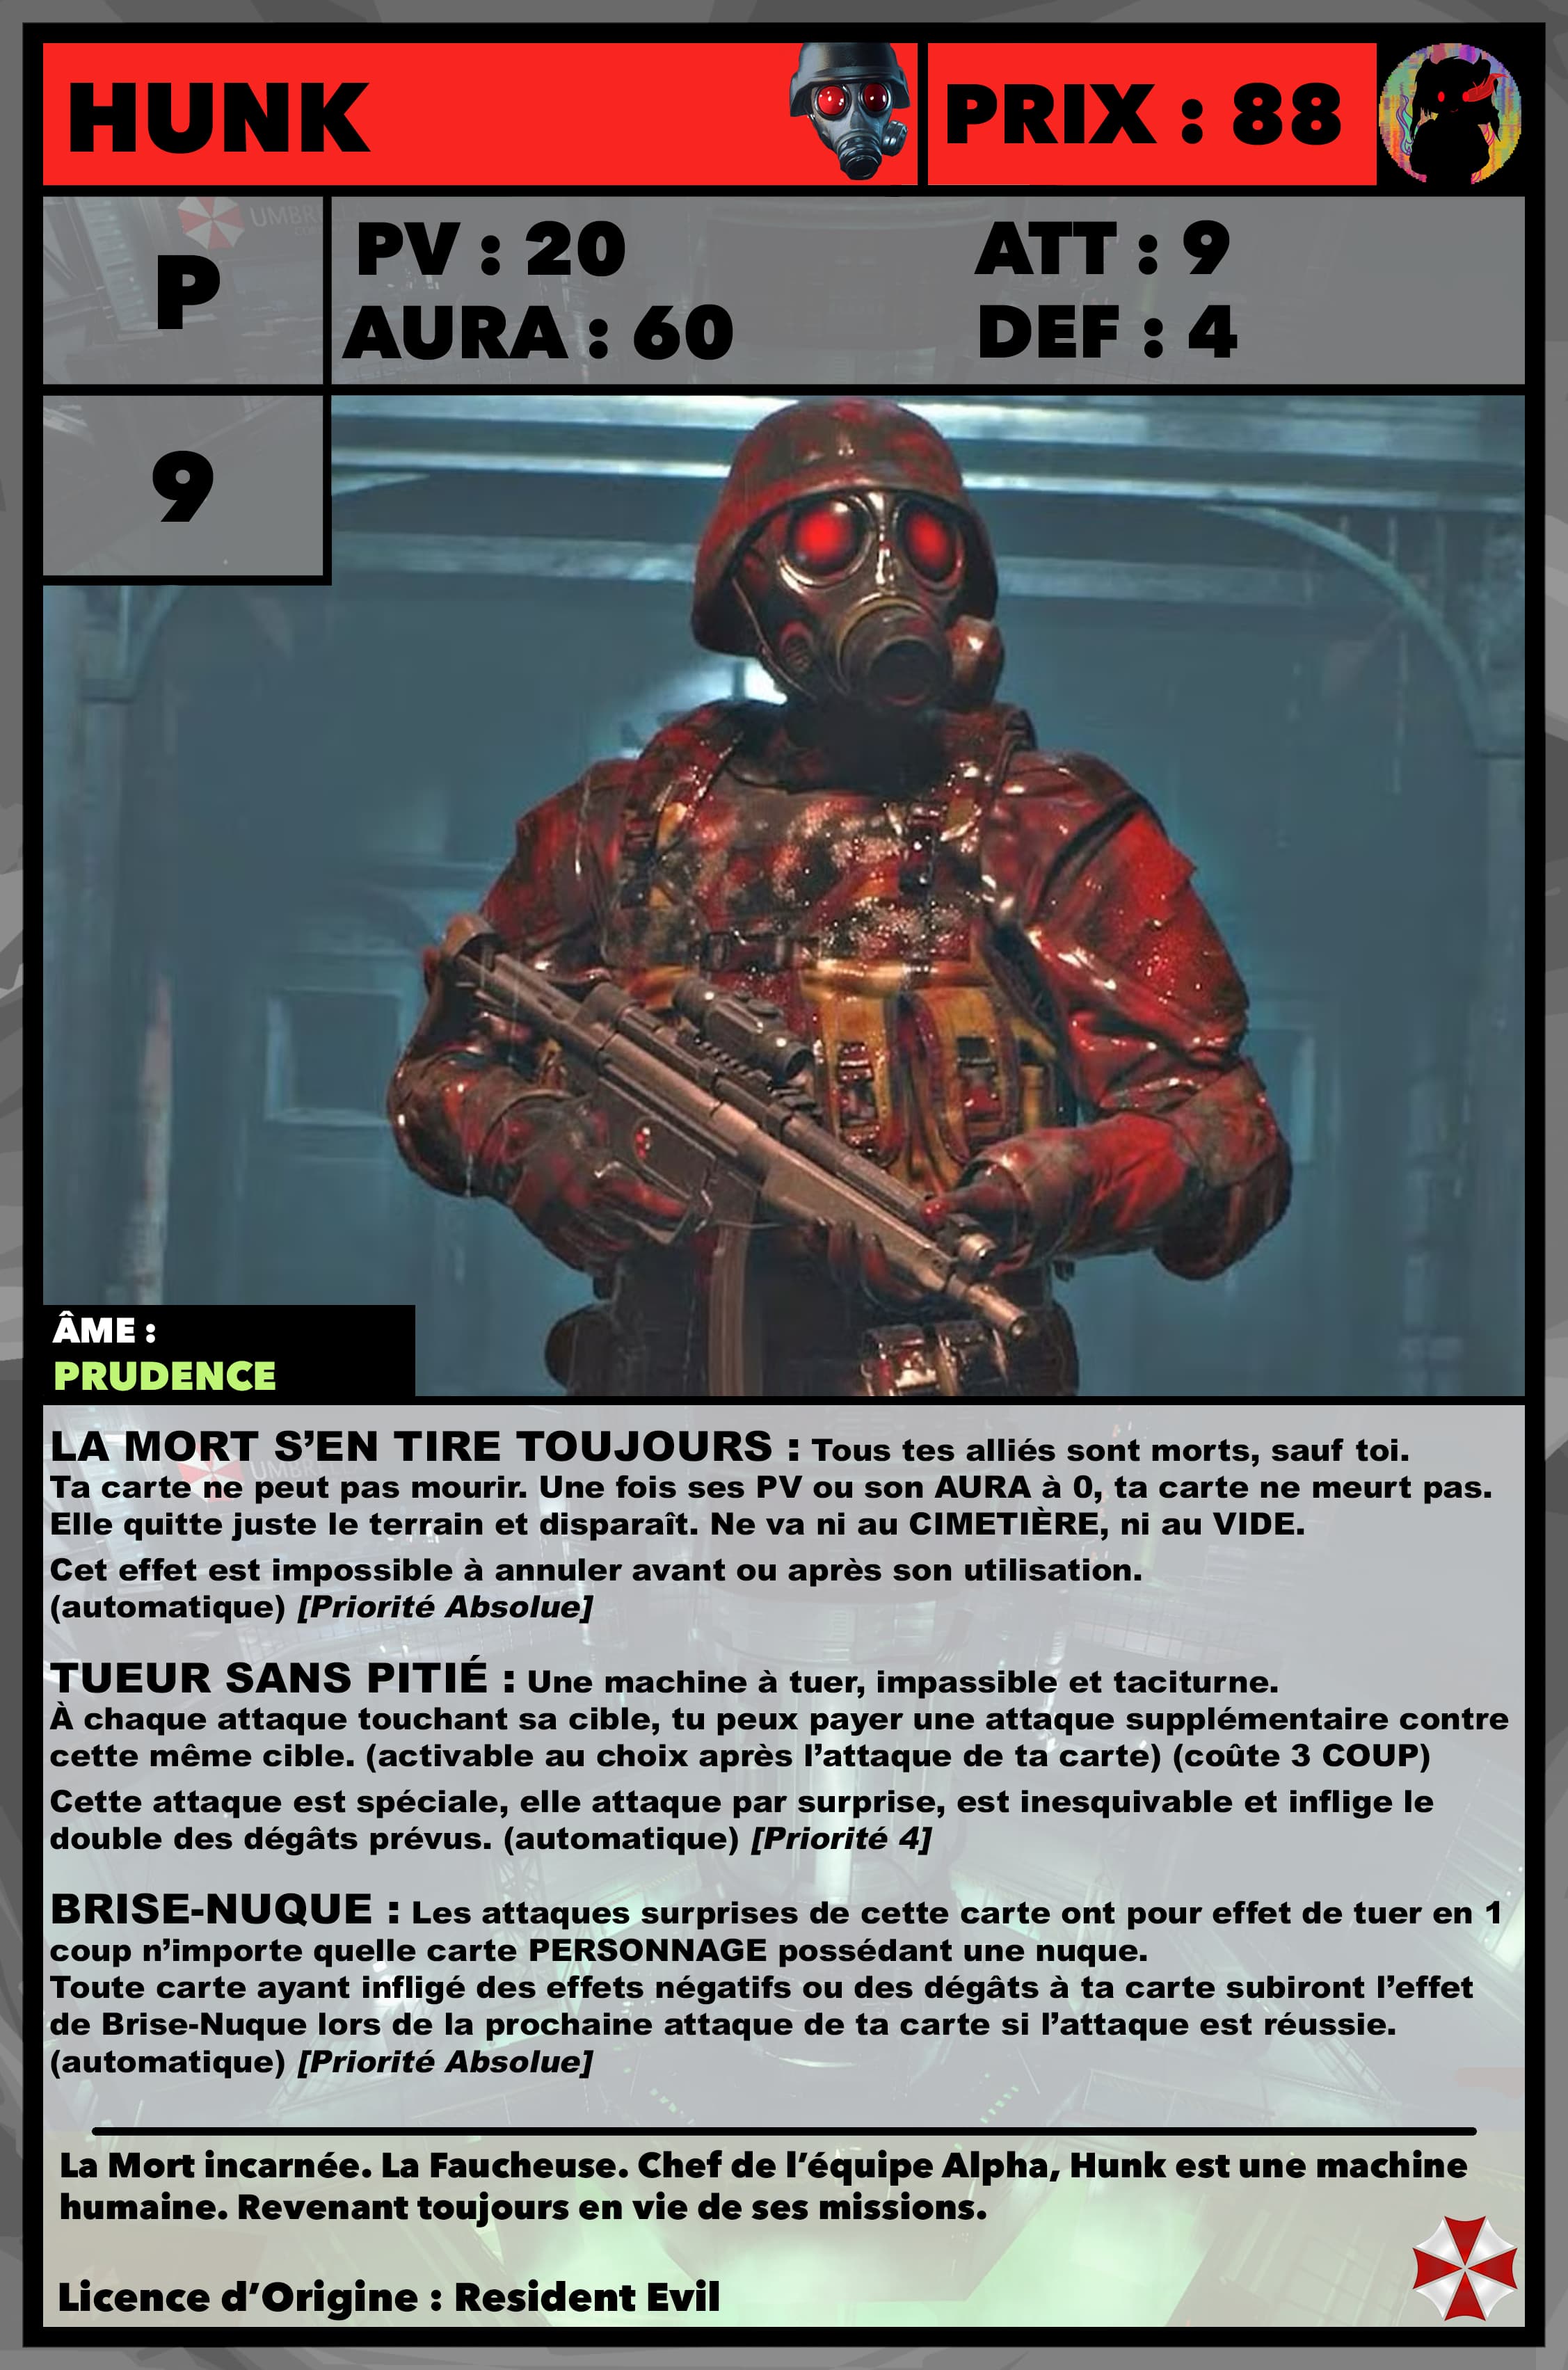 HUNK
PRIX : 88
P
PV : 20
ATT : 9
AURA : 60
DEF : 4
9
ÂME :
PRUDENCE
LA MORT S’EN TIRE TOUJOURS : Tous tes alliés sont morts, sauf toi.
Ta carte ne peut pas mourir. Une fois ses PV ou son AURA à 0, ta carte ne meurt pas.
Elle quitte juste le terrain et disparaît. Ne va ni au CIMETIÈRE, ni au VIDE.
Cet effet est impossible à annuler avant ou après son utilisation.
(automatique) [Priorité Absolue]
TUEUR SANS PITIÉ : Une machine à tuer, impassible et taciturne.
À chaque attaque touchant sa cible, tu peux payer une attaque supplémentaire contre
cette même cible. (activable au choix après l’attaque de ta carte) (coûte 3 COUP)
Cette attaque est spéciale, elle attaque par surprise, est inesquivable et inflige le
double des dégâts prévus. (automatique) [Priorité 4]
BRISE-NUQUE : Les attaques surprises de cette carte ont pour effet de tuer en 1
coup n’importe quelle carte PERSONNAGE possédant une nuque.
Toute carte ayant infligé des effets négatifs ou des dégâts à ta carte subiront l’effet
de Brise-Nuque lors de la prochaine attaque de ta carte si l’attaque est réussie.
(automatique) [Priorité Absolue]
La Mort incarnée. La Faucheuse. Chef de l’équipe Alpha, Hunk est une machine
humaine. Revenant toujours en vie de ses missions.
Licence d’Origine : Resident Evil